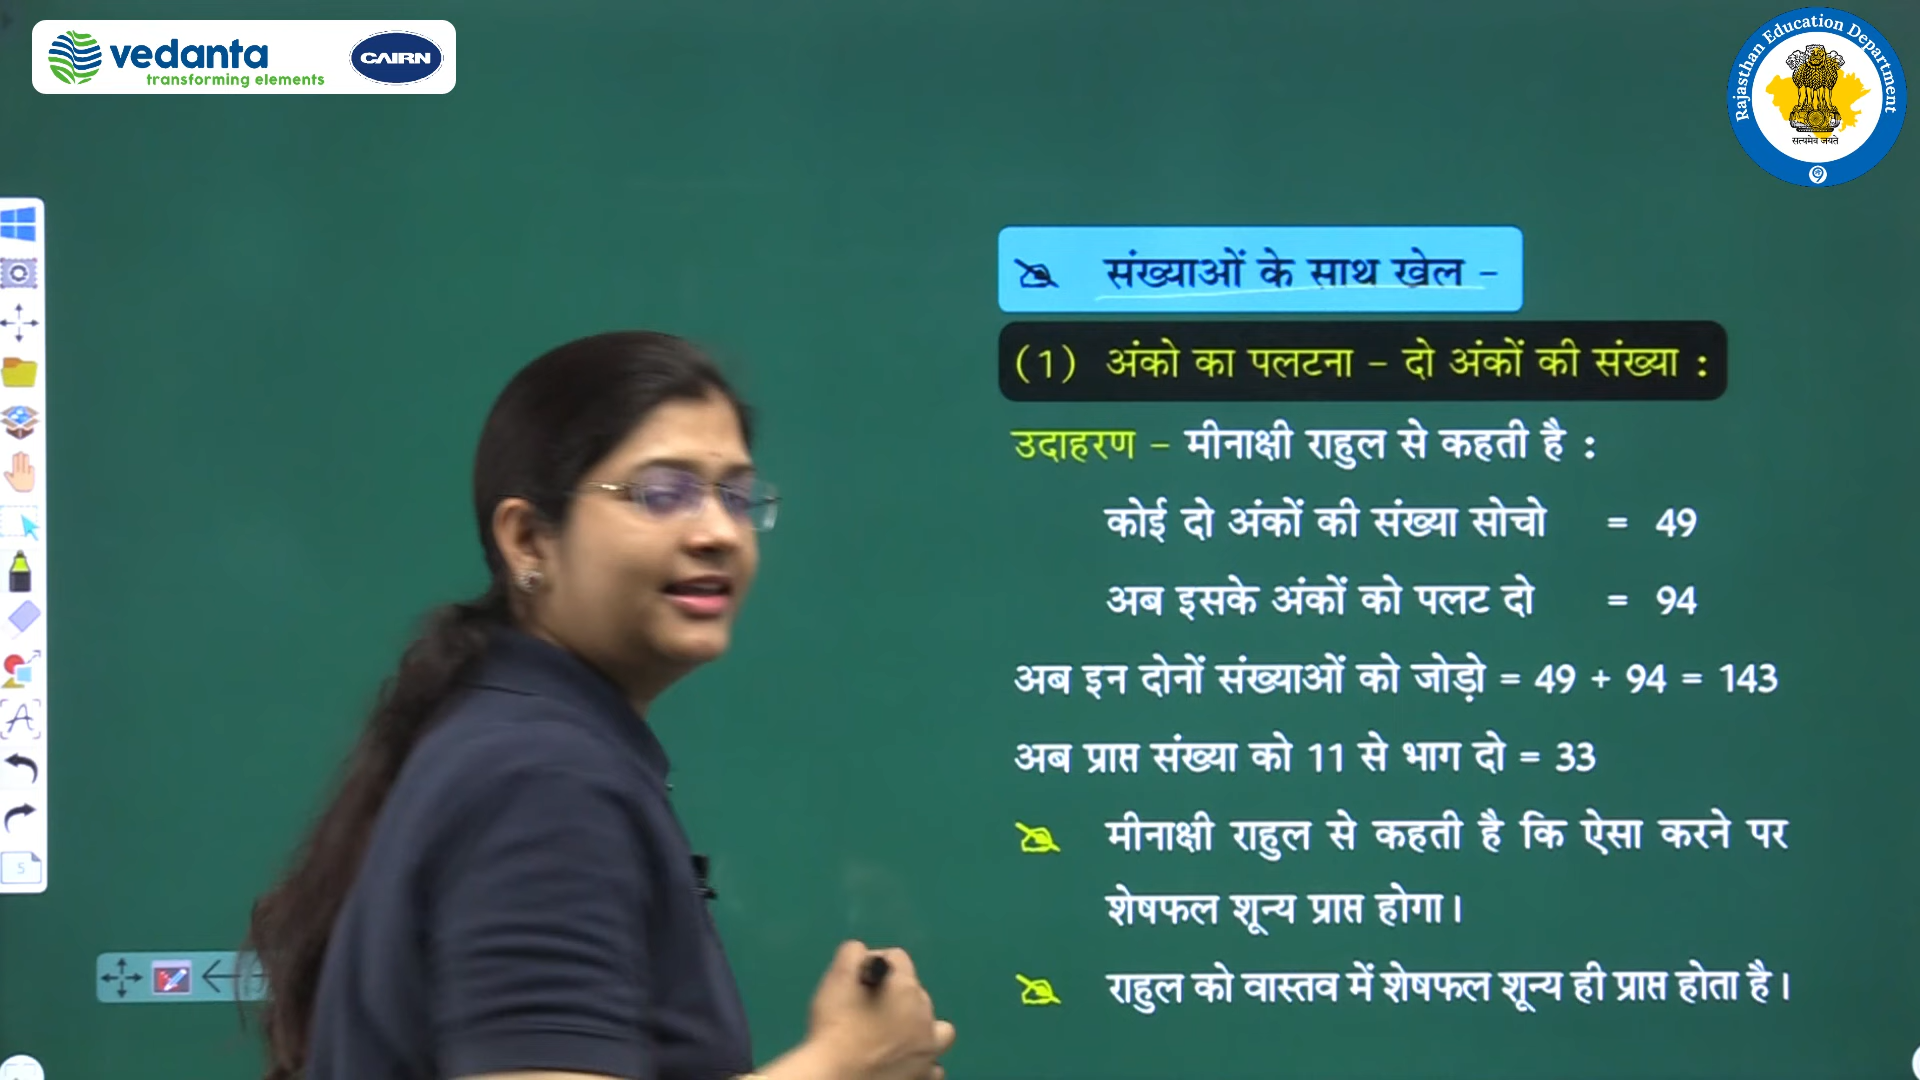 vedanta
transforming elements
CAIRN
Rajasthan Education Department
सत्यमेव जयते
संख्याओं के साथ खेल -
(1) अंको का पलटना - दो अंकों की संख्या :
उदाहरण - मीनाक्षी राहुल से कहती है :
कोई दो अंकों की संख्या सोचो = 49
अब इसके अंकों को पलट दो = 94
अब इन दोनों संख्याओं को जोड़ो = 49 + 94 = 143
अब प्राप्त संख्या को 11 से भाग दो = 33
मीनाक्षी राहुल से कहती है कि ऐसा करने पर
शेषफल शून्य प्राप्त होगा।
राहुल को वास्तव में शेषफल शून्य ही प्राप्त होता है।
5